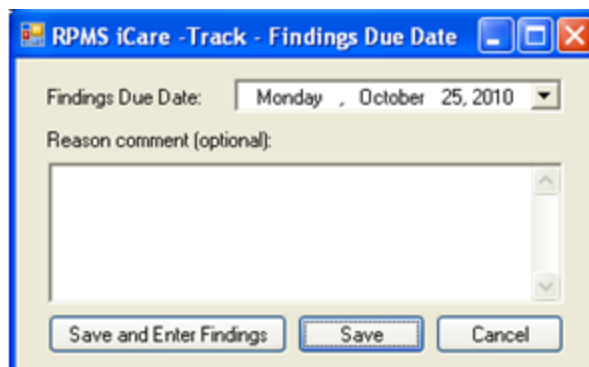 RPMS iCare -Track - Findings Due Date
Findings Due Date: Monday , October 25, 2010
Reason comment (optional):
Save and Enter Findings Save Cancel